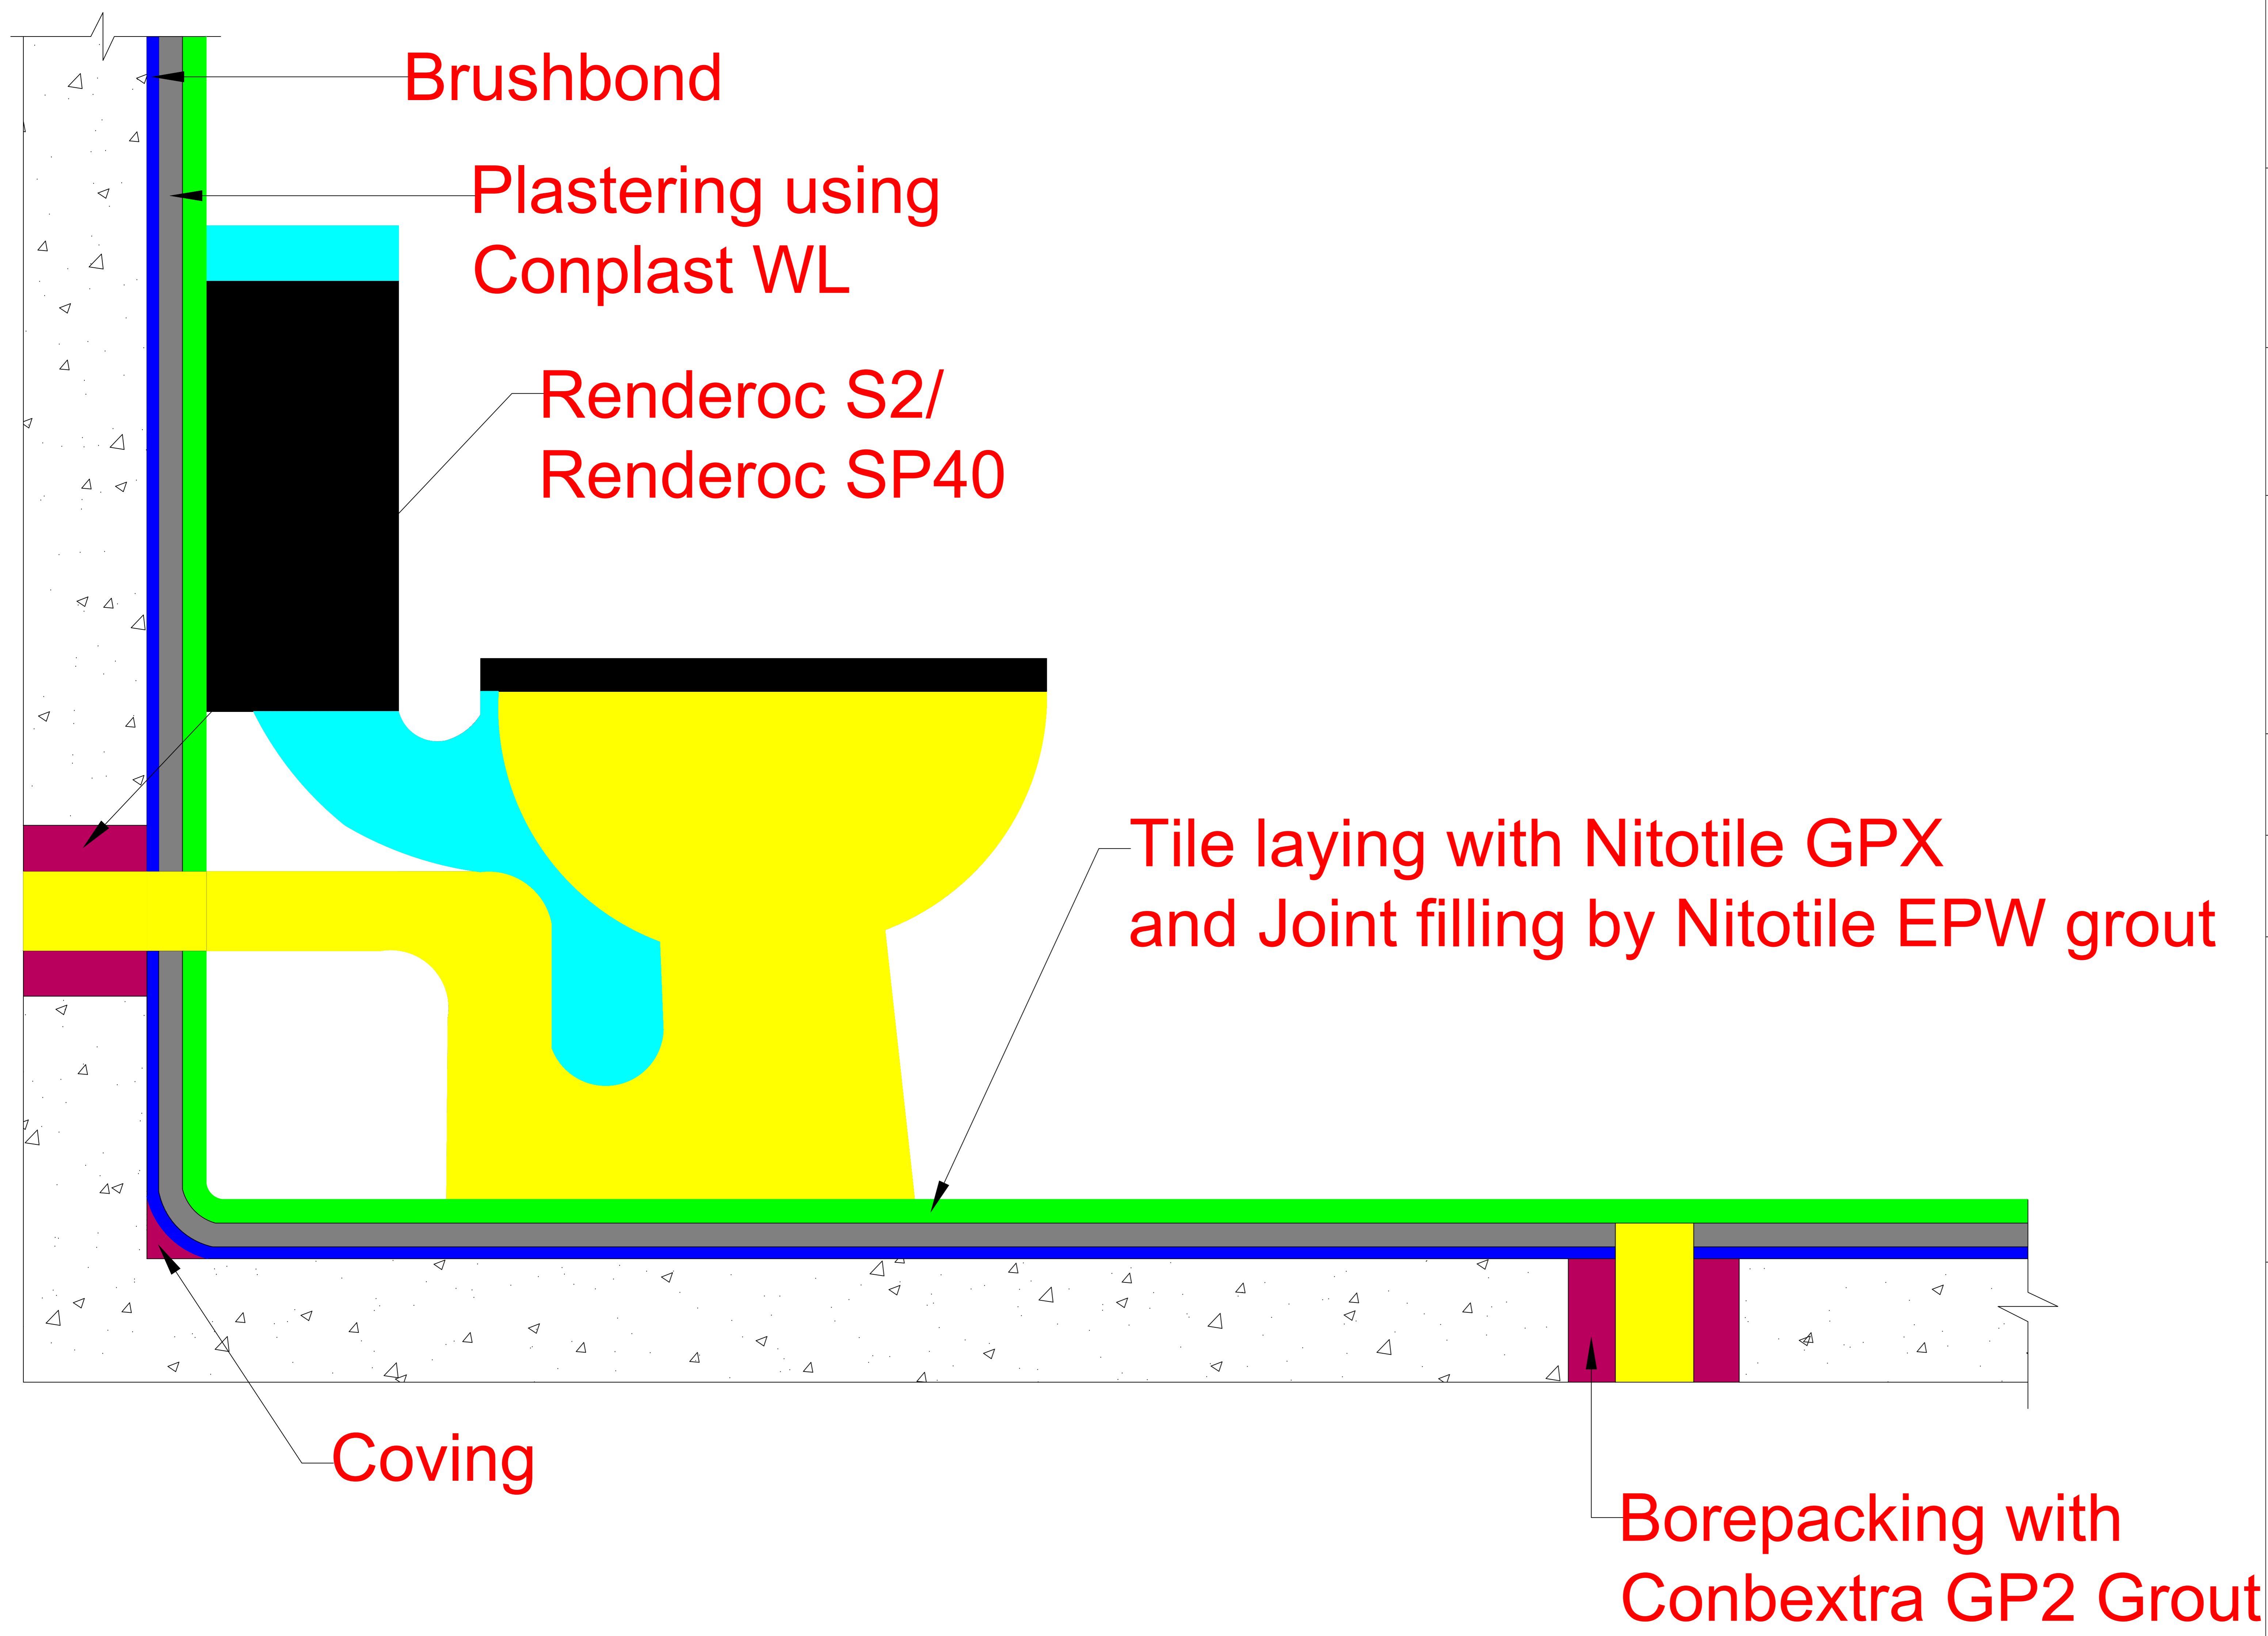 Brushbond
Plastering using
Conplast WL
Renderoc S2/
Renderoc SP40
Tile laying with Nitotile GPX
and Joint filling by Nitotile EPW grout
Coving
Borepacking with
Conbextra GP2 Grout